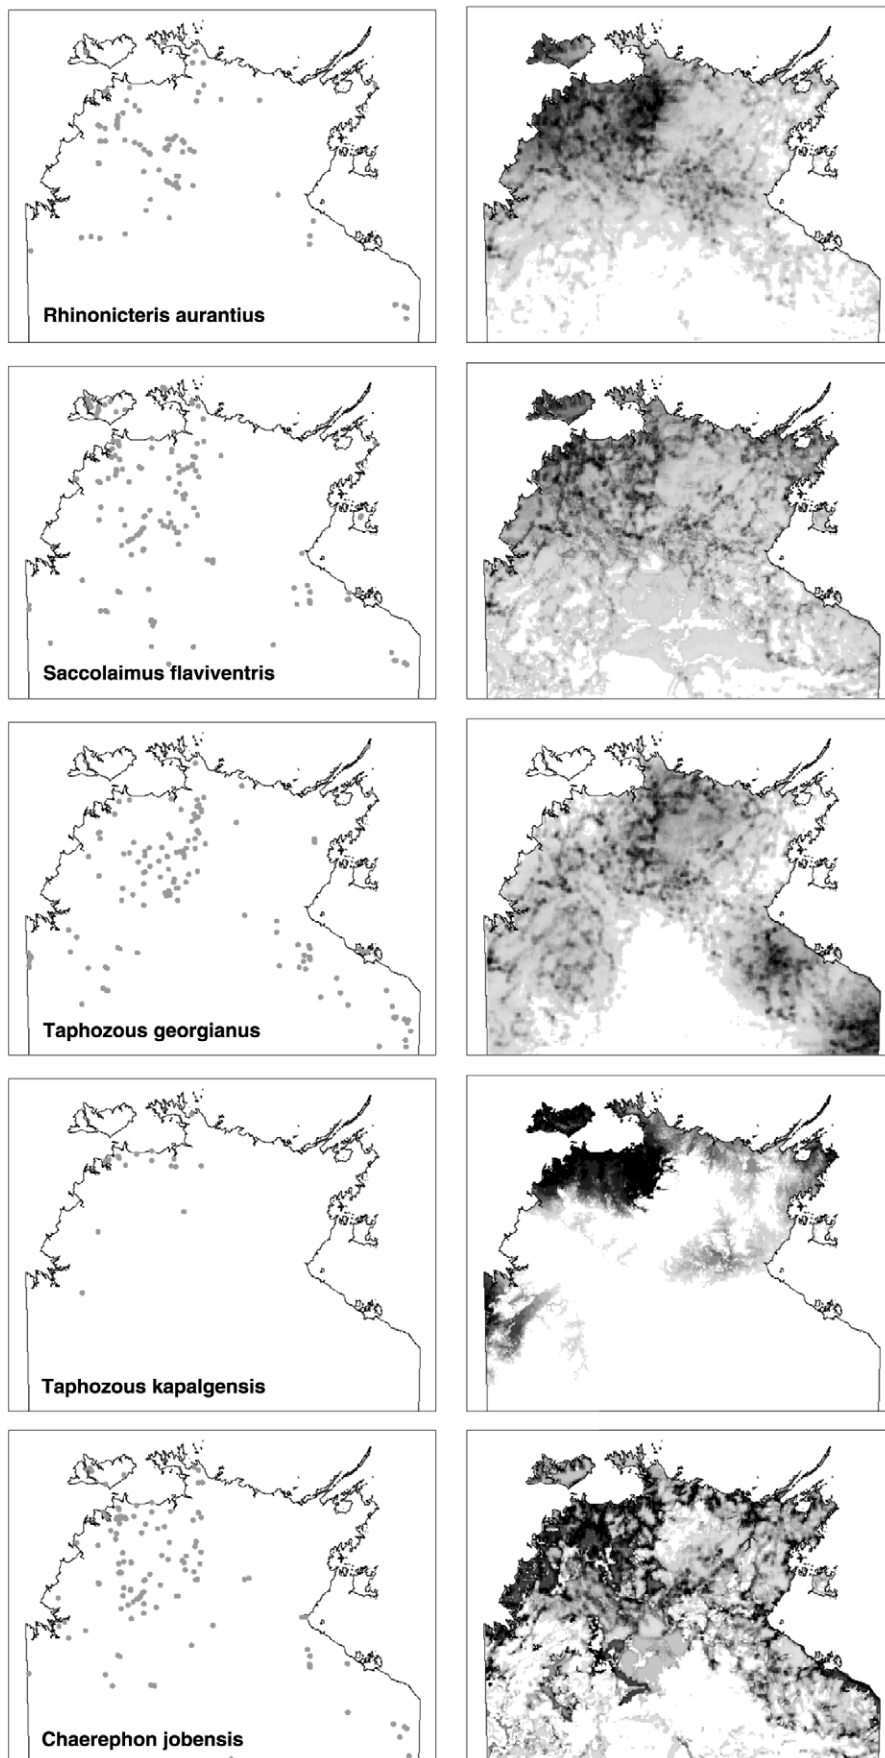 Rhinonicteris aurantius
Saccolaimus flaviventris
Taphozous georgianus
Taphozous kapalgensis
Chaerephon jobensis